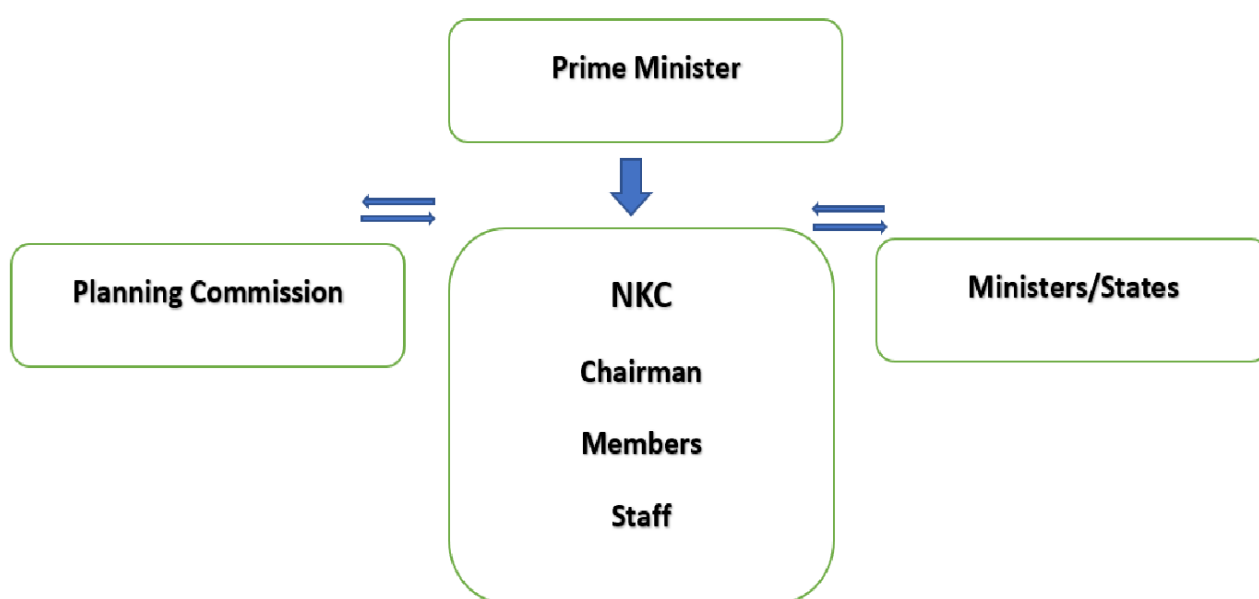 Prime Minister
Planning Commission
Ministers/States
NKC
Chairman
Members
Staff